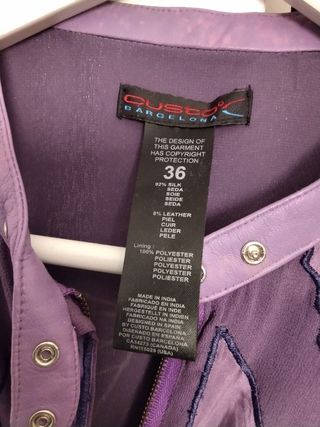 custo
BARCELONA
THE DESIGN OF
THIS GARMENT
HAS COPYRIGHT
PROTECTION
36
92% SILK
SEDA
SOIE
SEIDE
SEDA
8% LEATHER
PIEL
CUIR
LEDER
PELE
Lining :
100% POLYESTER
POLIESTER
POLYESTER
POLYESTER
POLIESTER
MADE IN INDIA
FABRICADO EN INDIA
FABRIQUÉ EN INDE
HERGESTELLT IN INDIEN
FABRICADO NA INDIA
DESIGNED IN SPAIN
BY CUSTO BARCELONA
DISEÑADO EN ESPAÑA
POR CUSTO BARCELONA
CA34273 (CANADA)
RN115029 (USA)